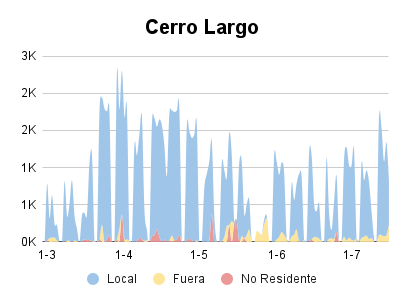 Cerro Largo
3K
2K
2K
1K
1K
0K
1-3 1-4 1-5 1-6 1-7
Local Fuera No Residente